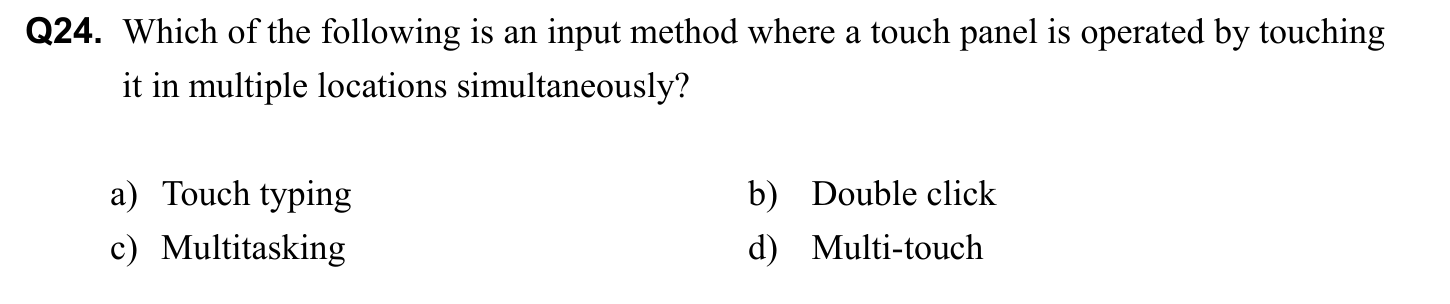 Q24. Which of the following is an input method where a touch panel is operated by touching
it in multiple locations simultaneously?
a) Touch typing b) Double click
c) Multitasking d) Multi-touch